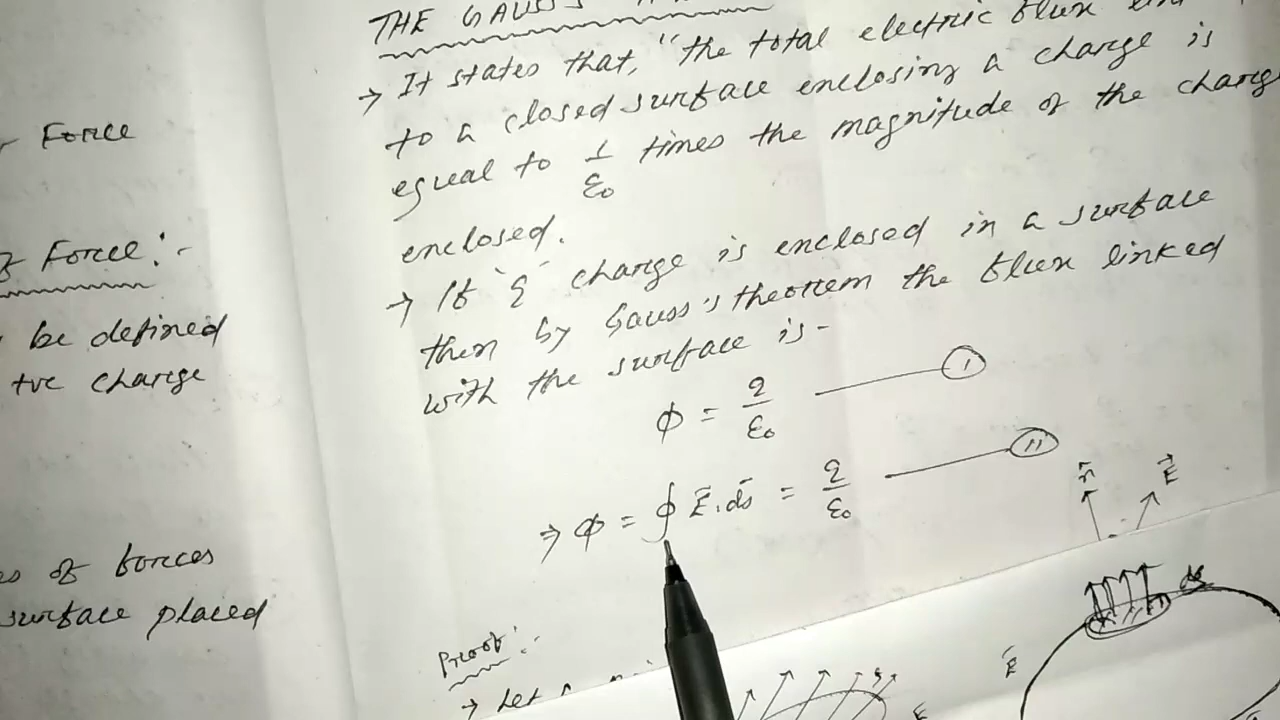 Force
Force :-
be defined
tve charge
of forces
surface placed
THE GAUSS
→ It states that, "the total electric flux
to a closed surface enclosing a charge is
equal to 1/ε₀ times the magnitude of the charge
enclosed.
→ If "q" charge is enclosed in a surface
then by Gauss's theorem the flux linked
with the surface is -
ϕ = q/ε₀ — (I)
⇒ ϕ = ∮ E⃗.ds⃗ = q/ε₀ — (II)
n̂ E⃗
ds
E⃗
Proof :-
→ Let